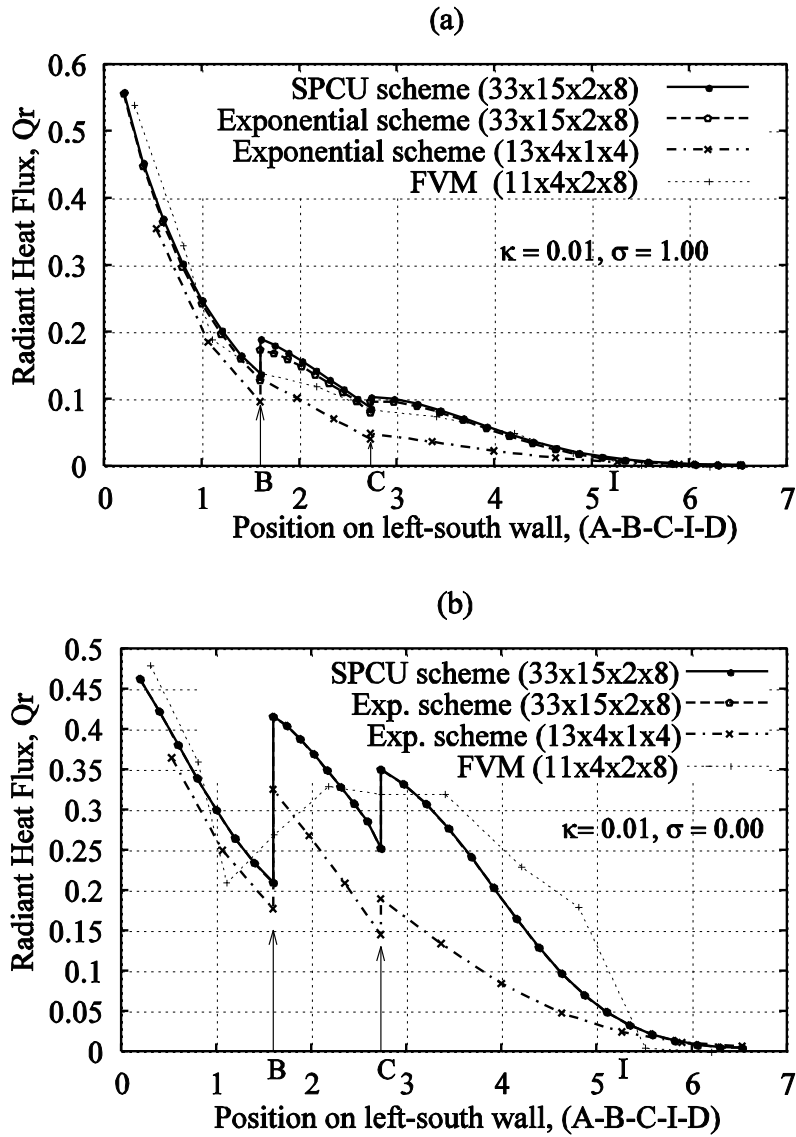 (a)
Radiant Heat Flux, Qr
0.6
0.5
0.4
0.3
0.2
0.1
0
SPCU scheme (33x15x2x8)
Exponential scheme (33x15x2x8)
Exponential scheme (13x4x1x4)
FVM (11x4x2x8)
κ = 0.01, σ = 1.00
B C I
0 1 2 3 4 5 6 7
Position on left-south wall, (A-B-C-I-D)
(b)
Radiant Heat Flux, Qr
0.5
0.45
0.4
0.35
0.3
0.25
0.2
0.15
0.1
0.05
0
SPCU scheme (33x15x2x8)
Exp. scheme (33x15x2x8)
Exp. scheme (13x4x1x4)
FVM (11x4x2x8)
κ= 0.01, σ = 0.00
B C I
0 1 2 3 4 5 6 7
Position on left-south wall, (A-B-C-I-D)